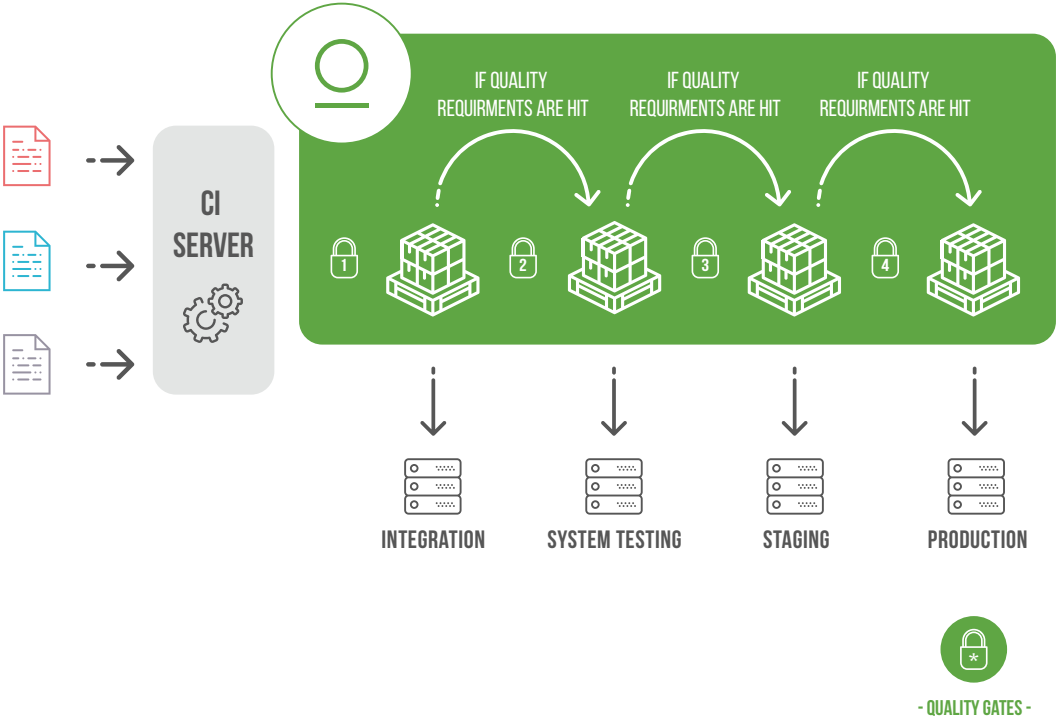 IF QUALITY
REQUIRMENTS ARE HIT
IF QUALITY
REQUIRMENTS ARE HIT
IF QUALITY
REQUIRMENTS ARE HIT
CI
SERVER
1
2
3
4
INTEGRATION
SYSTEM TESTING
STAGING
PRODUCTION
*
- QUALITY GATES -